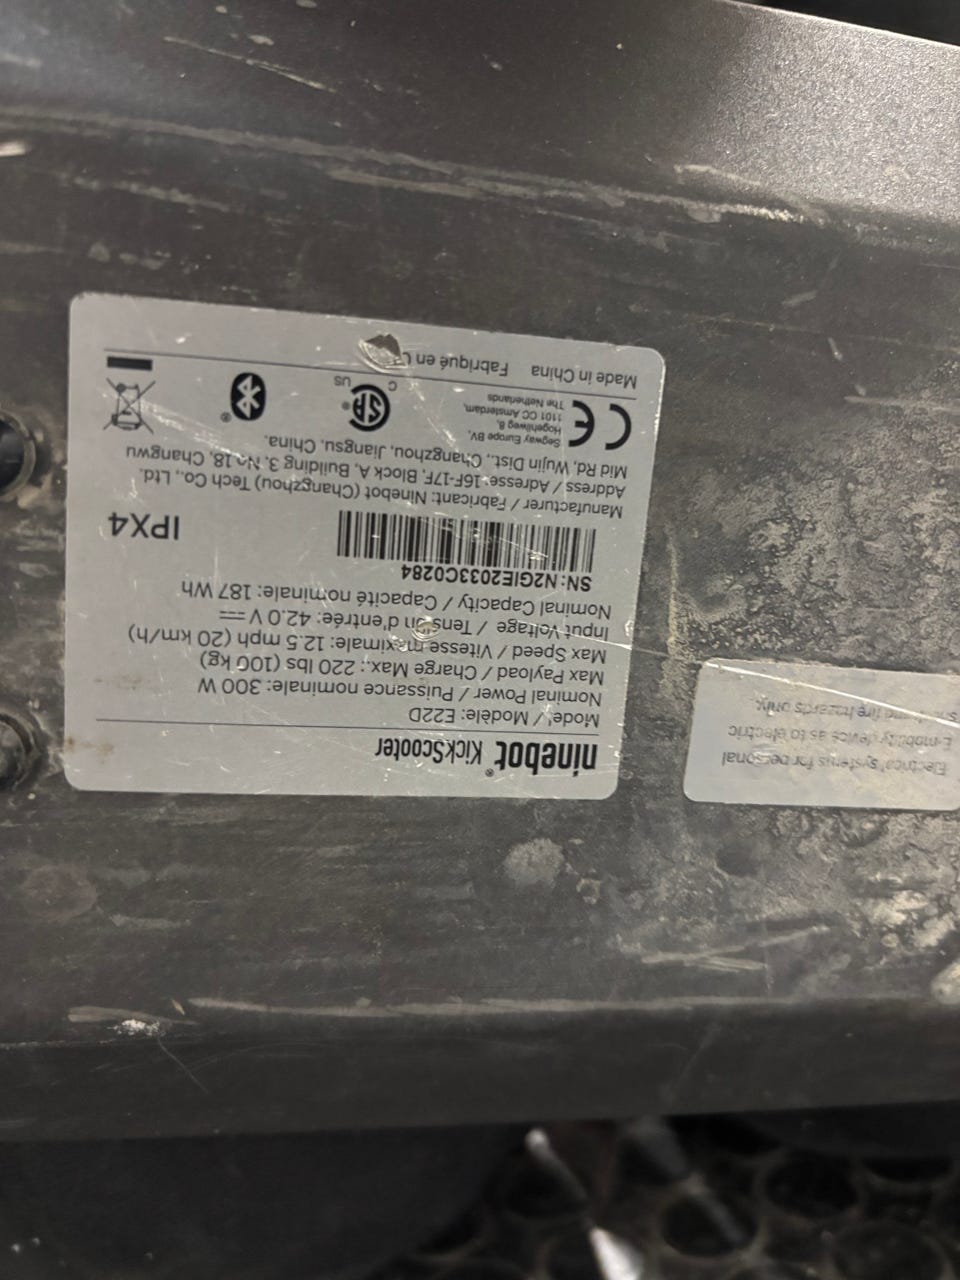 ninebot® KickScooter
Model / Modèle: E22D
Nominal Power / Puissance nominale: 300 W
Max Payload / Charge Max.: 220 lbs (100 kg)
Max Speed / Vitesse maximale: 12.5 mph (20 km/h)
Input Voltage / Tension d'entrée: 42.0 V
Nominal Capacity / Capacité nominale: 187 Wh
SN: N2GIE2033C0284
IPX4
Manufacturer / Fabricant: Ninebot (Changzhou) Tech Co., Ltd.
Address / Adresse: 16F-17F, Block A, Building 3, No.18, Changwu
Mid Rd, Wujin Dist., Changzhou, Jiangsu, China.
CE
Segway Europe BV,
Hogehilweg 8,
1101 CC Amsterdam,
The Netherlands
C SA® US
®
Made in China Fabriqué en
Electrical systems for personal
E-mobility device as to electric
and fire hazards only.